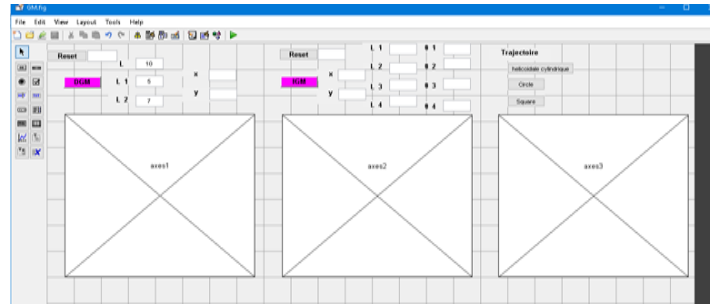 GM.fig
File Edit View Layout Tools Help
Reset
L 10
DGM
L 1 5
L 2 7
x
y
Reset
IGM
x
y
L 1 θ 1
L 2 θ 2
L 3 θ 3
L 4 θ 4
Trajectoire
helicoidale cylindrique
Circle
Square
axes1
axes2
axes3